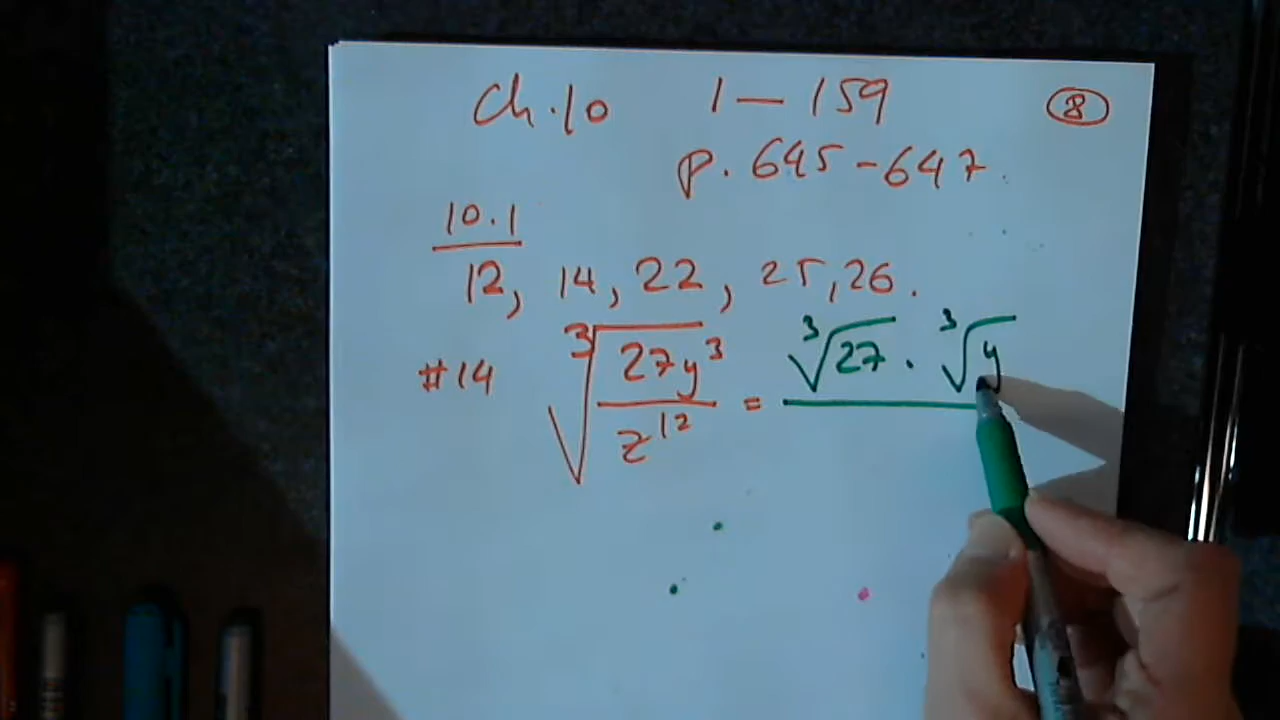 Ch.10 1 — 159 8
p. 645-647.
10.1
12, 14, 22, 25, 26.
#14 ∛(27y³/z¹²) = ∛27 · ∛y